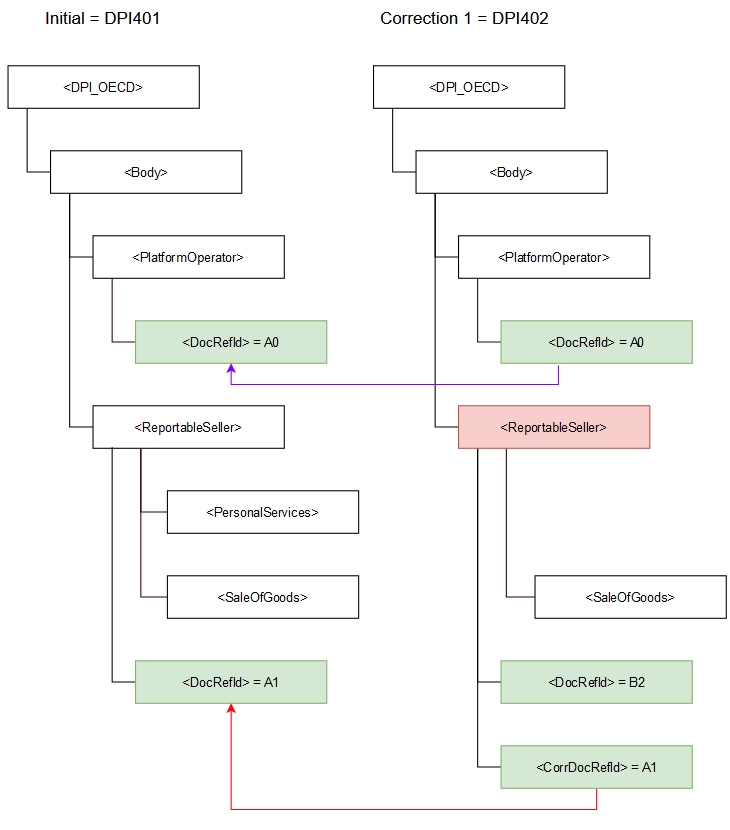 Initial = DPI401
Correction 1 = DPI402
<DPI_OECD>
<DPI_OECD>
<Body>
<Body>
<PlatformOperator>
<PlatformOperator>
<DocRefId> = A0
<DocRefId> = A0
<ReportableSeller>
<ReportableSeller>
<PersonalServices>
<SaleOfGoods>
<SaleOfGoods>
<DocRefId> = A1
<DocRefId> = B2
<CorrDocRefId> = A1